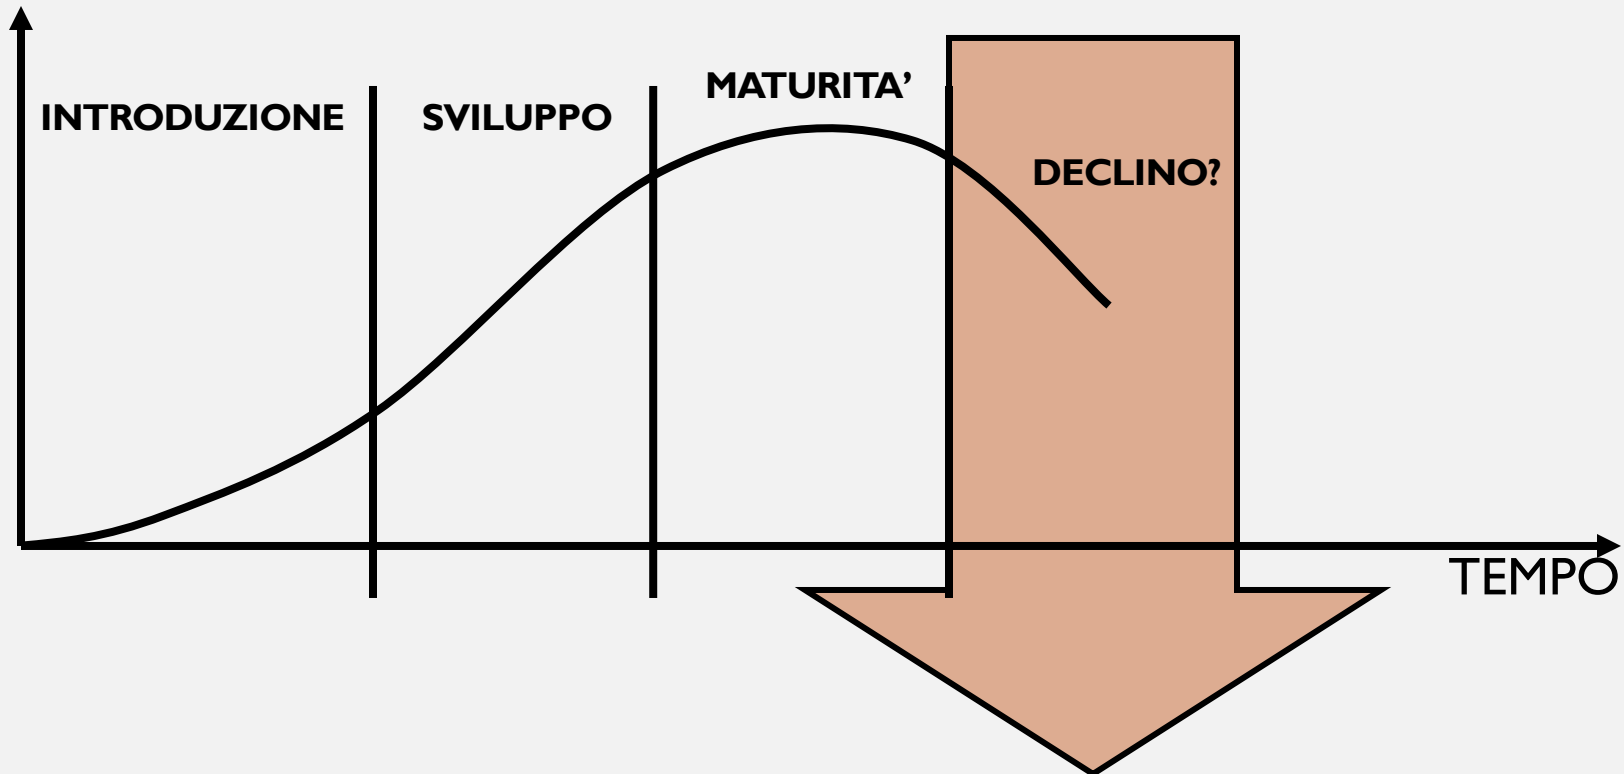 INTRODUZIONE
SVILUPPO
MATURITA’
DECLINO?
TEMPO